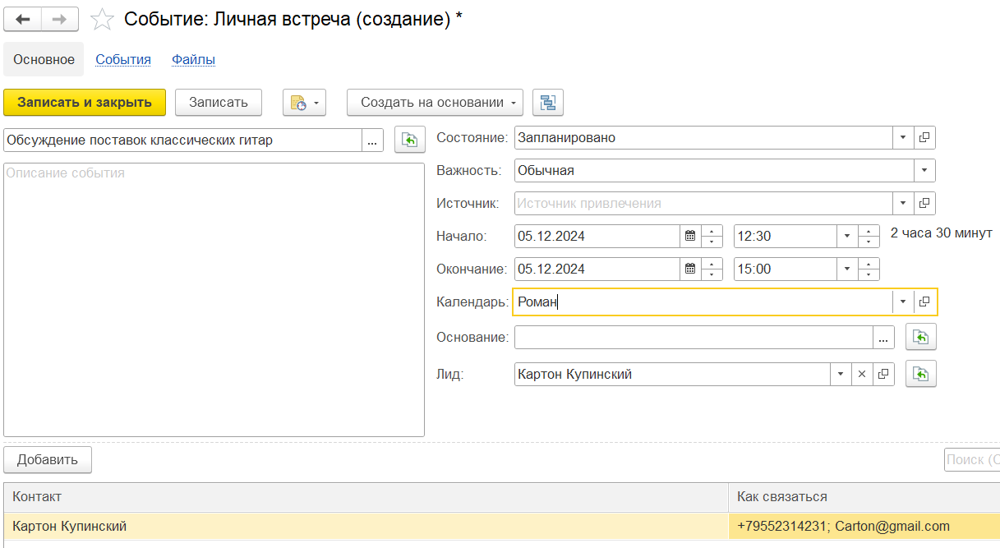 Событие: Личная встреча (создание) *
Основное События Файлы
Записать и закрыть Записать Создать на основании
Обсуждение поставок классических гитар ...
Описание события
Состояние: Запланировано
Важность: Обычная
Источник: Источник привлечения
Начало: 05.12.2024 12:30 2 часа 30 минут
Окончание: 05.12.2024 15:00
Календарь: Роман
Основание: ...
Лид: Картон Купинский
Добавить
Поиск (C
Контакт Как связаться
Картон Купинский +79552314231; Carton@gmail.com